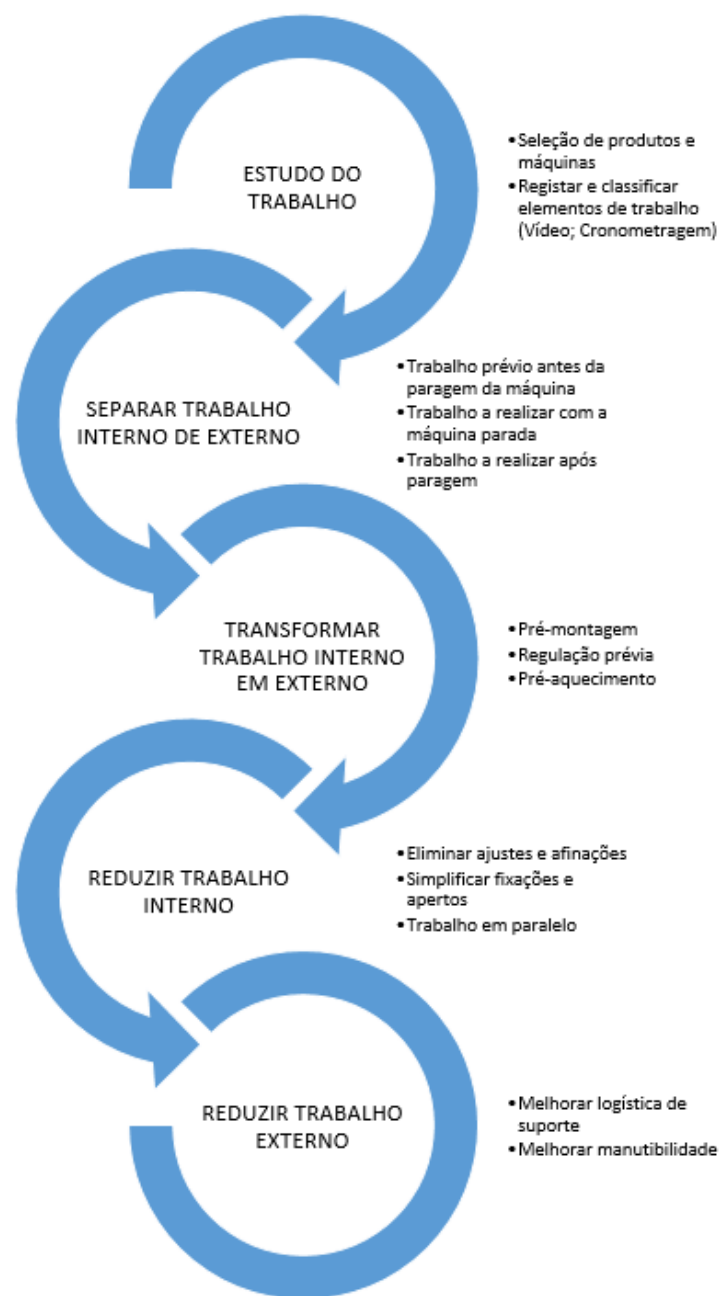 ESTUDO DO
TRABALHO
•Seleção de produtos e
máquinas
•Registar e classificar
elementos de trabalho
(Vídeo; Cronometragem)
SEPARAR TRABALHO
INTERNO DE EXTERNO
•Trabalho prévio antes da
paragem da máquina
•Trabalho a realizar com a
máquina parada
•Trabalho a realizar após
paragem
TRANSFORMAR
TRABALHO INTERNO
EM EXTERNO
•Pré-montagem
•Regulação prévia
•Pré-aquecimento
REDUZIR TRABALHO
INTERNO
•Eliminar ajustes e afinações
•Simplificar fixações e
apertos
•Trabalho em paralelo
REDUZIR TRABALHO
EXTERNO
•Melhorar logística de
suporte
•Melhorar manutibilidade